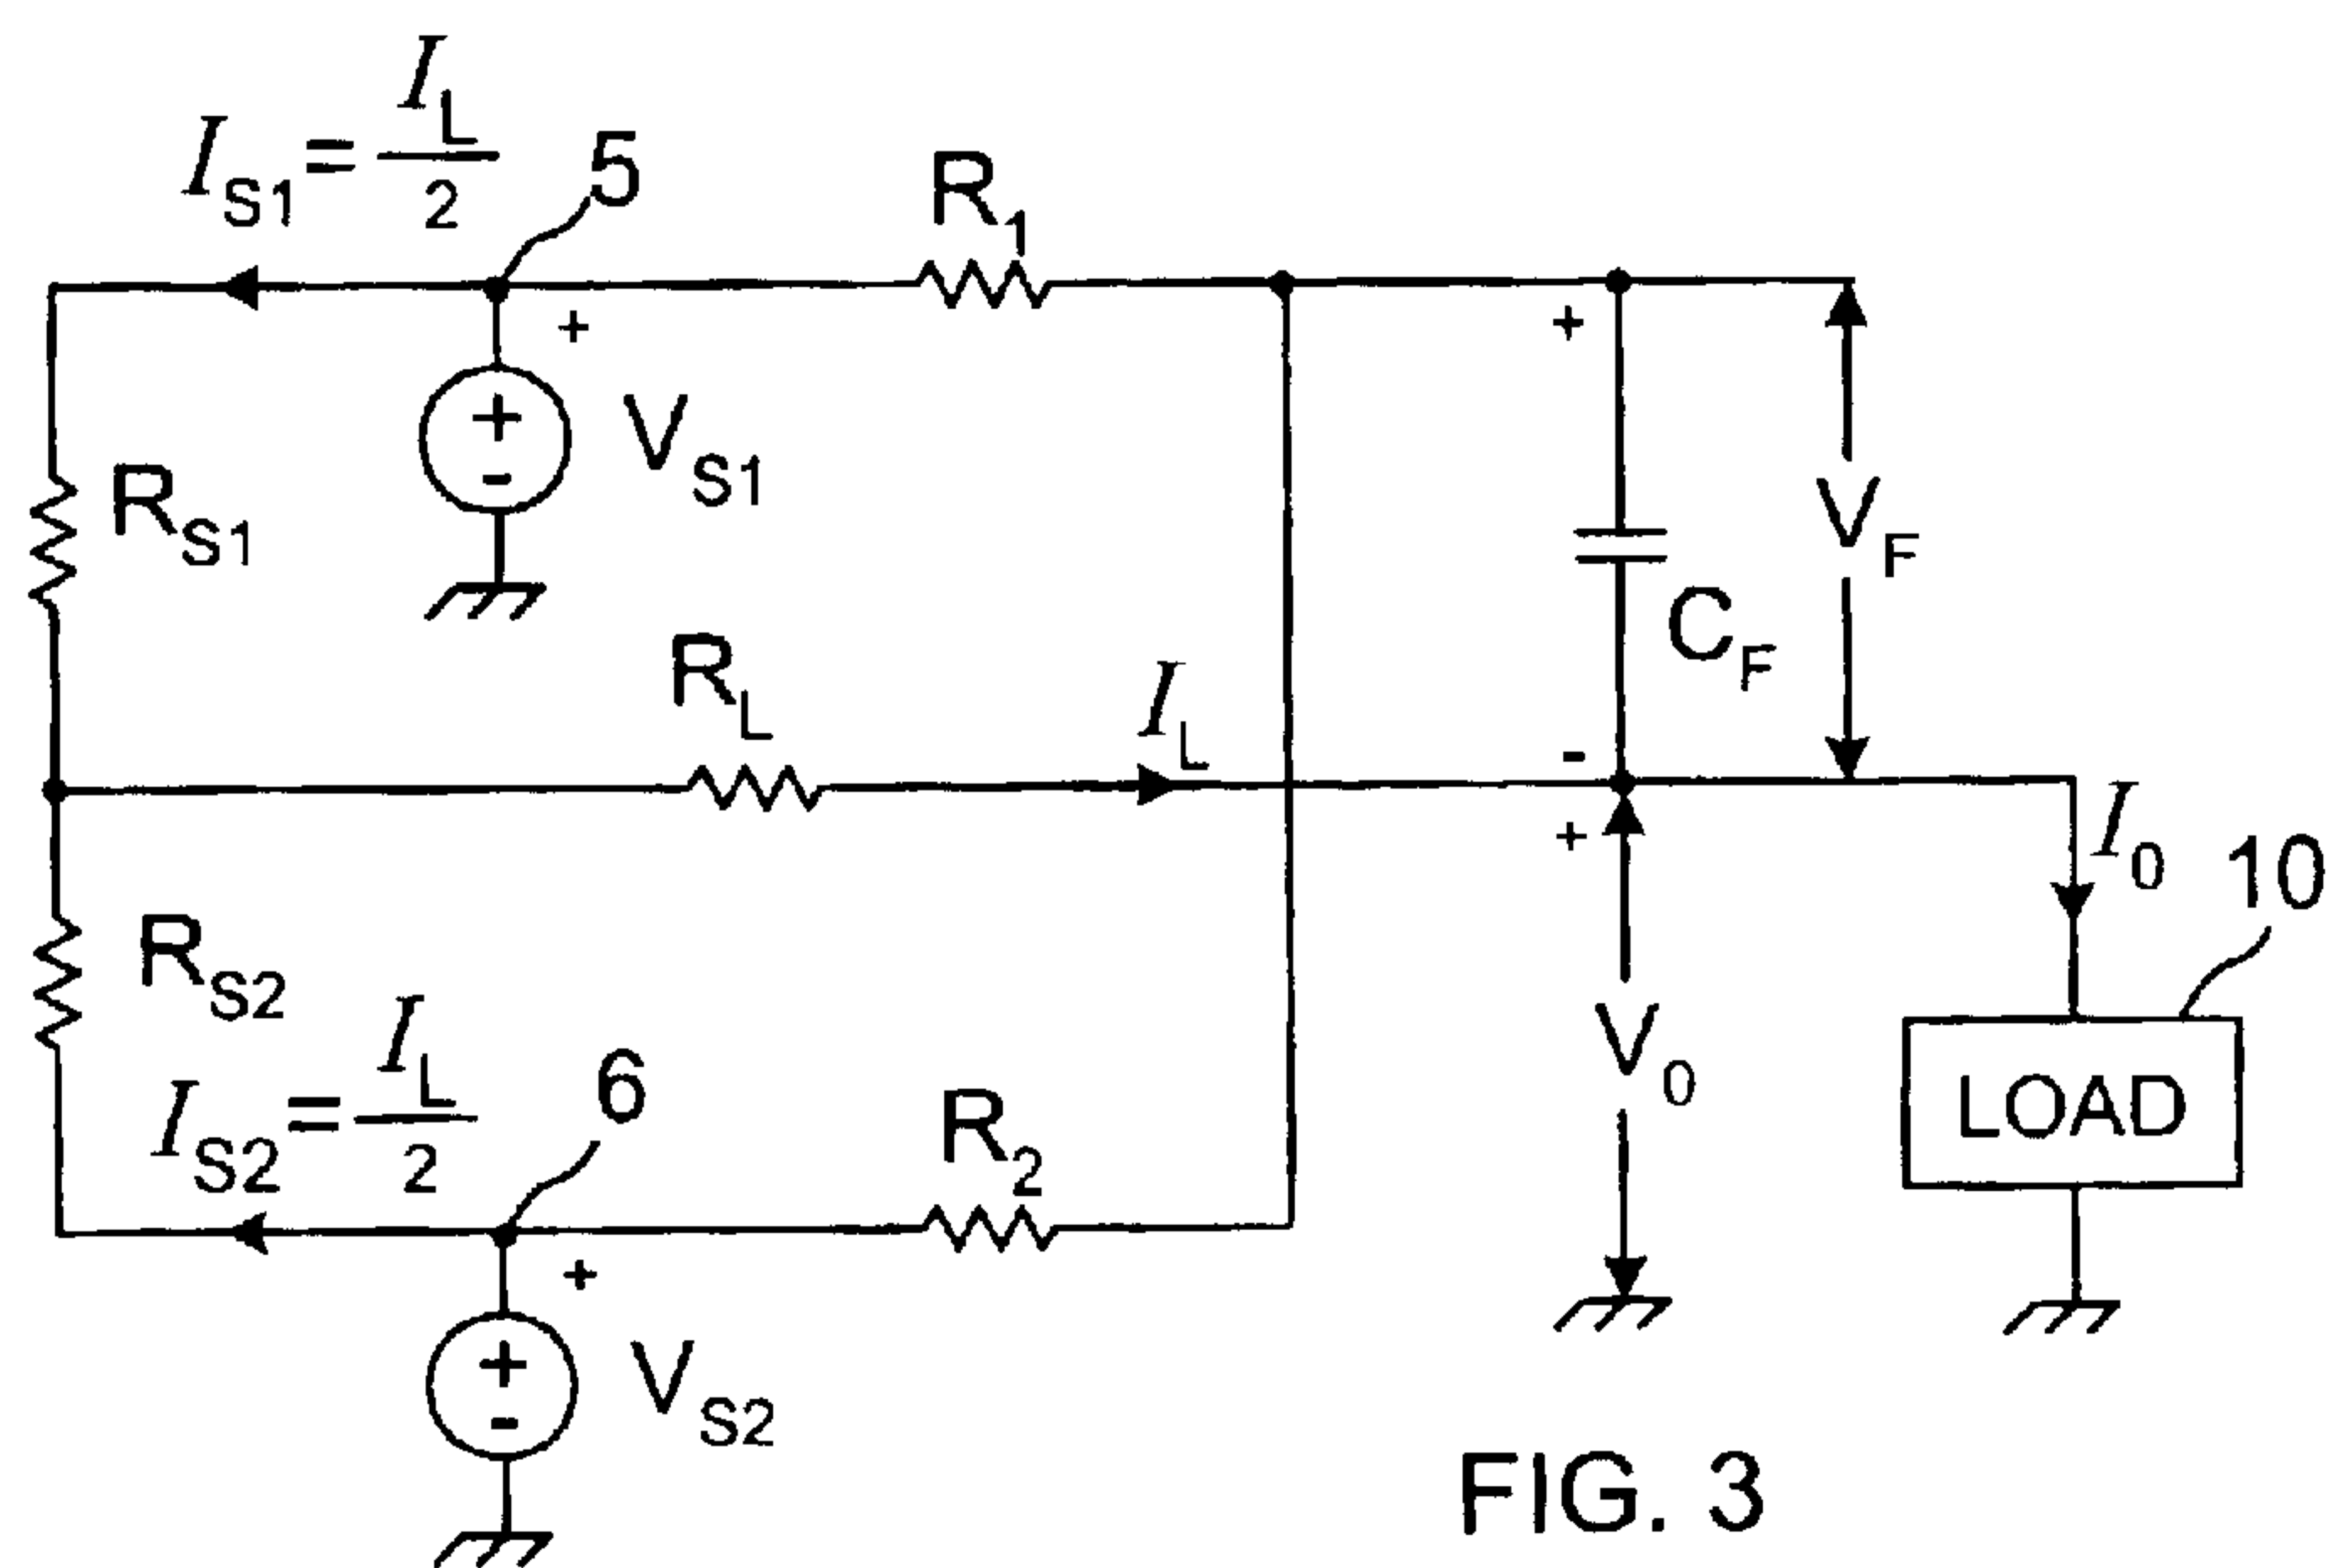 I_S1 = I_L / 2
5
R_1
+
+
+
-
V_S1
R_S1
V_F
C_F
R_L
I_L
-
+
I_0
10
R_S2
V_0
LOAD
I_S2 = I_L / 2
6
R_2
+
+
-
V_S2
FIG. 3